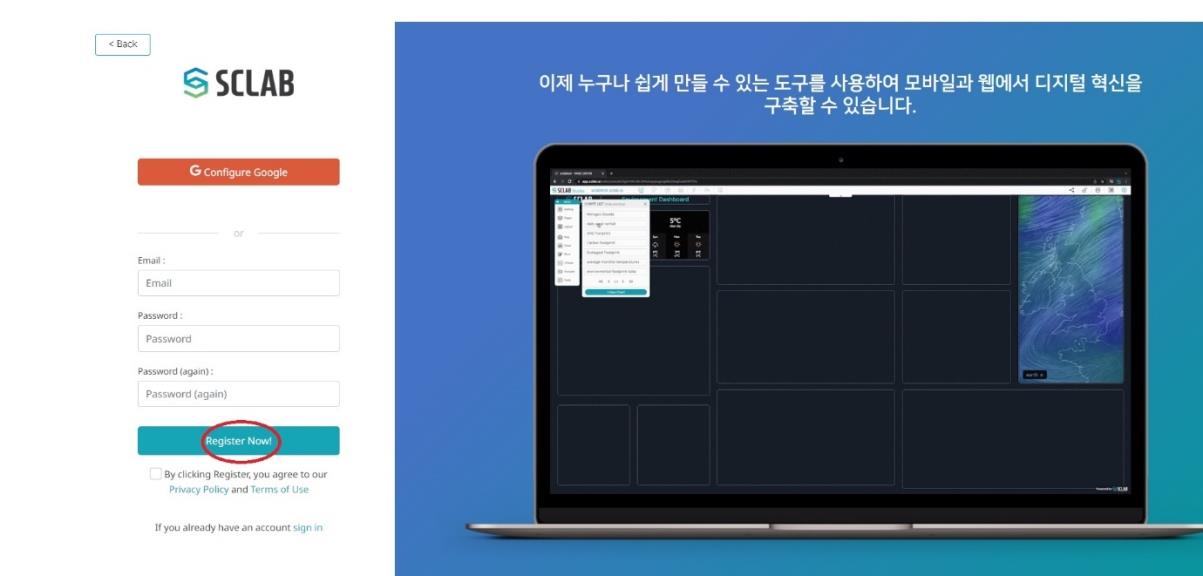 < Back
SCLAB
G Configure Google
or
Email :
Email
Password :
Password
Password (again) :
Password (again)
Register Now!
By clicking Register, you agree to our
Privacy Policy and Terms of Use
If you already have an account sign in
이제 누구나 쉽게 만들 수 있는 도구를 사용하여 모바일과 웹에서 디지털 혁신을
구축할 수 있습니다.
Dashboard
5°C